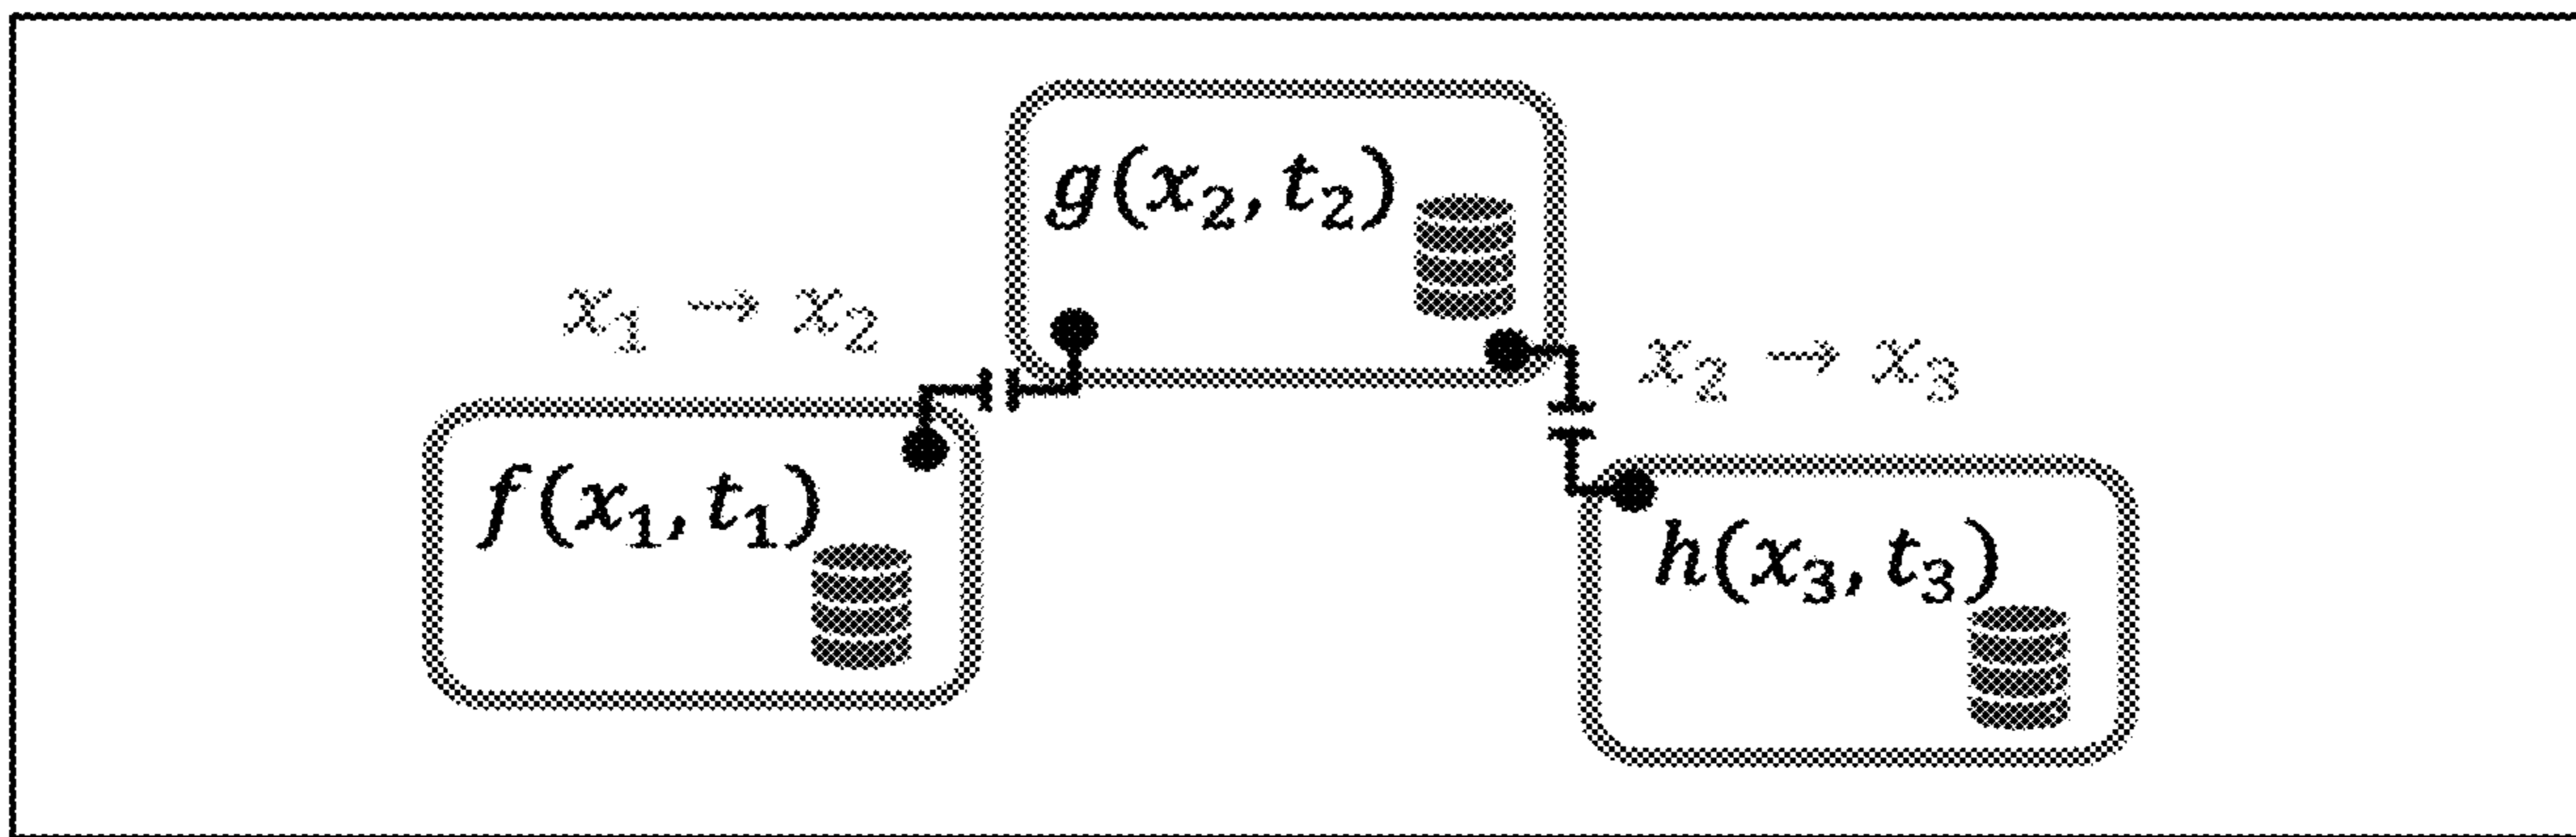 g(x₂, t₂)
x₁ → x₂
x₂ → x₃
f(x₁, t₁)
h(x₃, t₃)